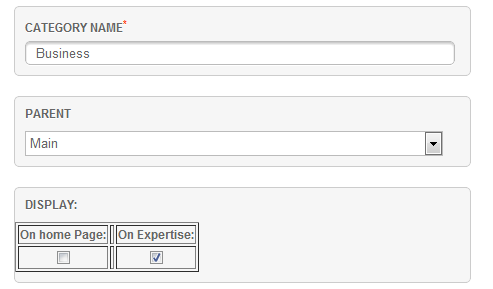 CATEGORY NAME*
Business
PARENT
Main
DISPLAY:
On home Page: On Expertise: